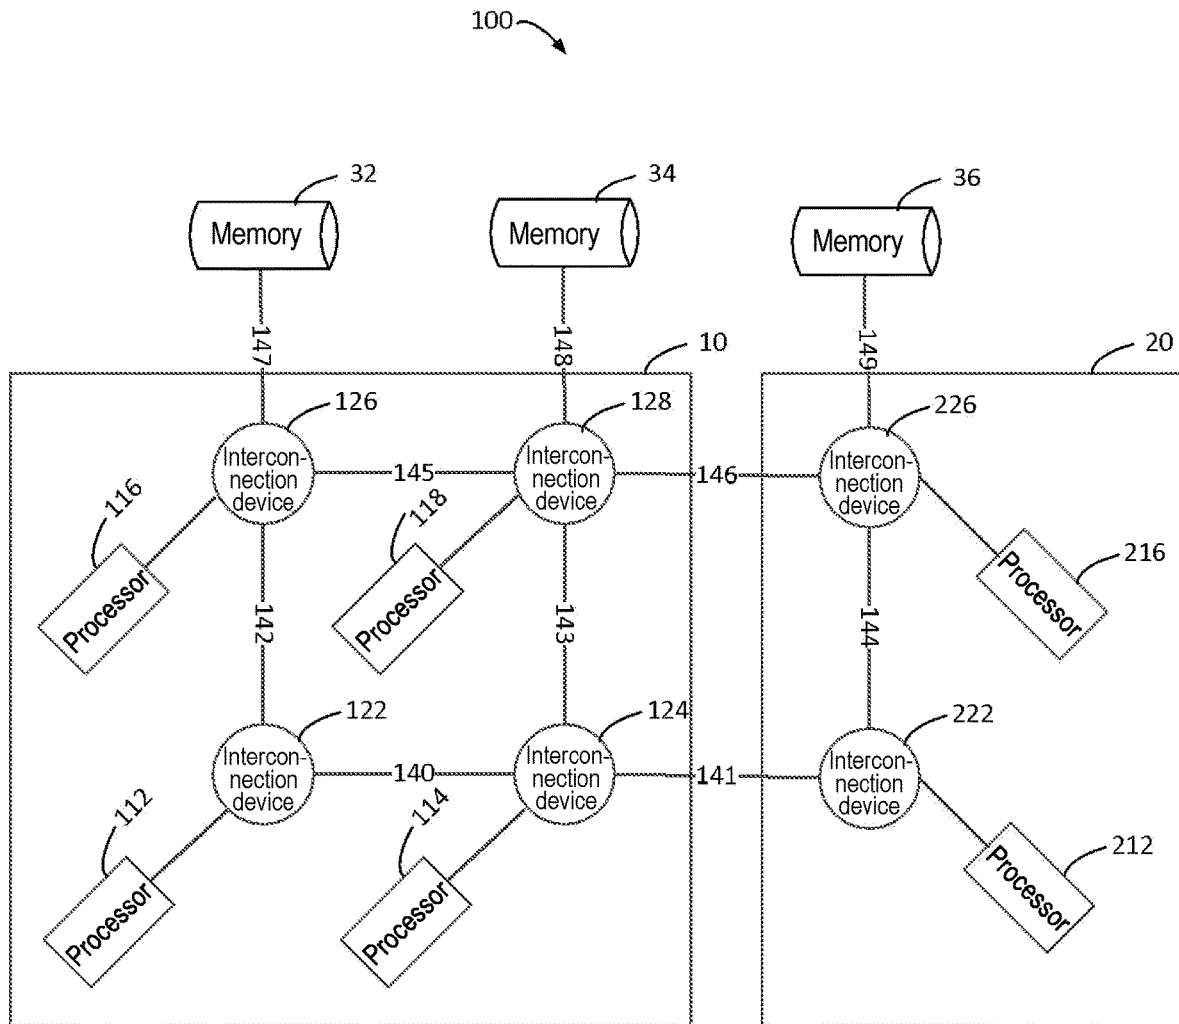 100
32
34
36
Memory
Memory
Memory
147
148
149
10
20
126
128
226
Intercon-
nection
device
Intercon-
nection
device
Intercon-
nection
device
145
146
116
118
216
Processor
Processor
Processor
142
143
144
122
124
222
Intercon-
nection
device
Intercon-
nection
device
Intercon-
nection
device
140
141
112
114
212
Processor
Processor
Processor